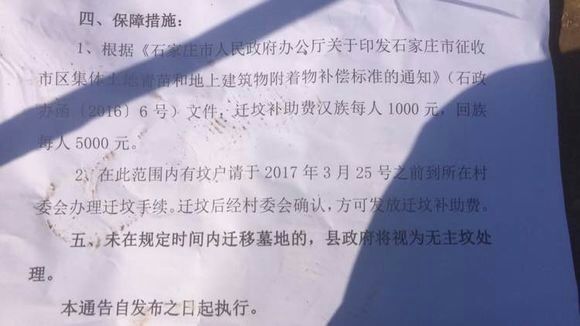 四、保障措施：
1、根据《石家庄市人民政府办公厅关于印发石家庄市征收
市区集体土地青苗和地上建筑物附着物补偿标准的通知》（石政
办函〔2016〕6号）文件，迁坟补助费汉族每人1000元，回族
每人5000元。
2、在此范围内有坟户请于2017年3月25号之前到所在村
委会办理迁坟手续。迁坟后经村委会确认，方可发放迁坟补助费。
五、未在规定时间内迁移墓地的，县政府将视为无主坟处
理。
本通告自发布之日起执行。